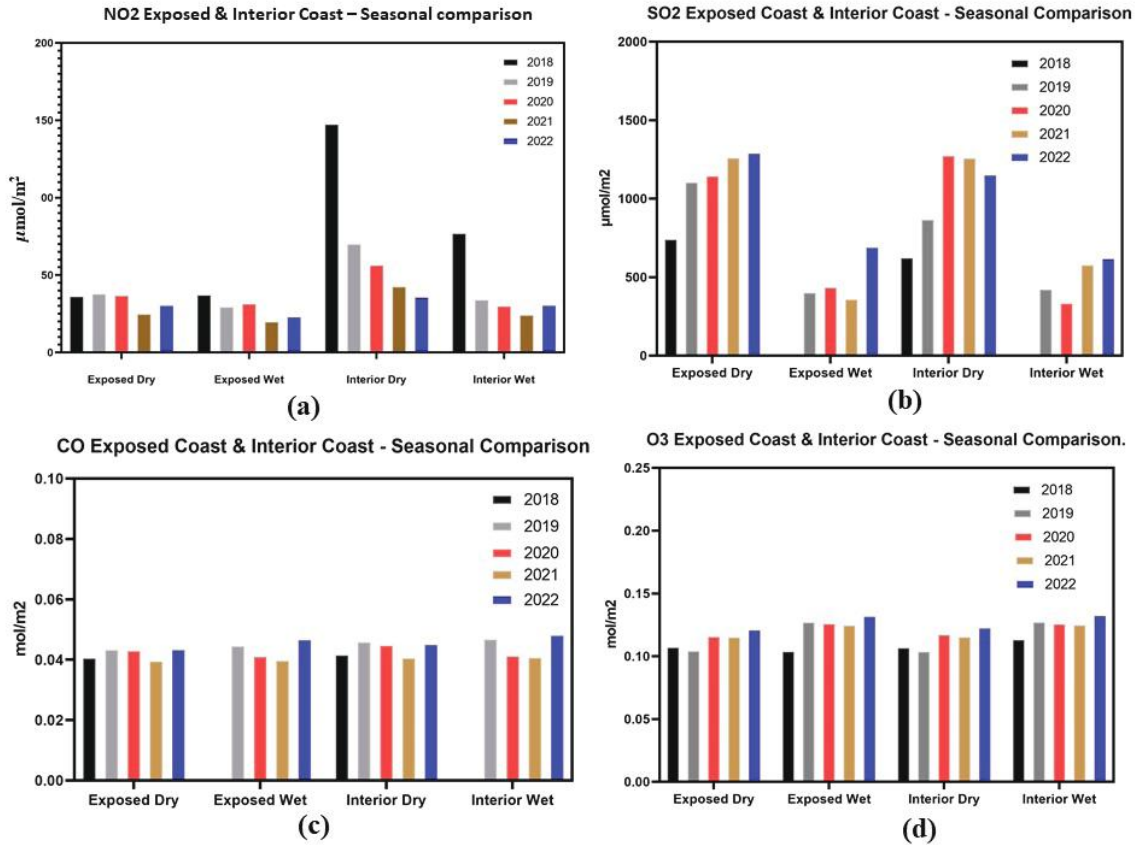 NO2 Exposed & Interior Coast – Seasonal comparison
200
150
00
50
0
µmol/m²
2018
2019
2020
2021
2022
Exposed Dry
Exposed Wet
Interior Dry
Interior Wet
(a)
SO2 Exposed Coast & Interior Coast - Seasonal Comparison
2000
1500
1000
500
0
µmol/m2
2018
2019
2020
2021
2022
Exposed Dry
Exposed Wet
Interior Dry
Interior Wet
(b)
CO Exposed Coast & Interior Coast - Seasonal Comparison
0.10
0.08
0.06
0.04
0.02
0.00
mol/m2
2018
2019
2020
2021
2022
Exposed Dry
Exposed Wet
Interior Dry
Interior Wet
(c)
O3 Exposed Coast & Interior Coast - Seasonal Comparison.
0.25
0.20
0.15
0.10
0.05
0.00
mol/m2
2018
2019
2020
2021
2022
Exposed Dry
Exposed Wet
Interior Dry
Interior Wet
(d)